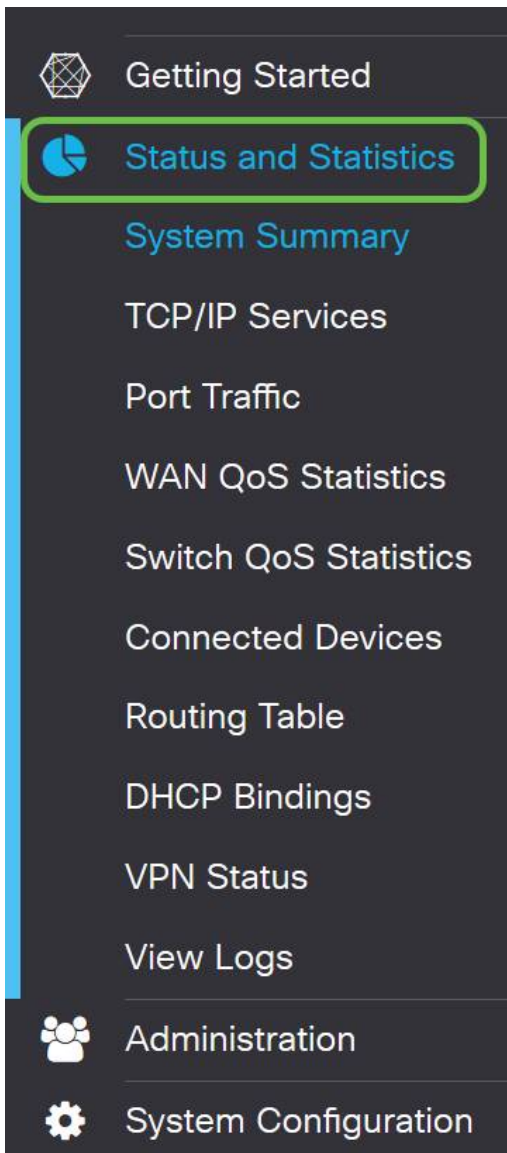 Getting Started
Status and Statistics
System Summary
TCP/IP Services
Port Traffic
WAN QoS Statistics
Switch QoS Statistics
Connected Devices
Routing Table
DHCP Bindings
VPN Status
View Logs
Administration
System Configuration